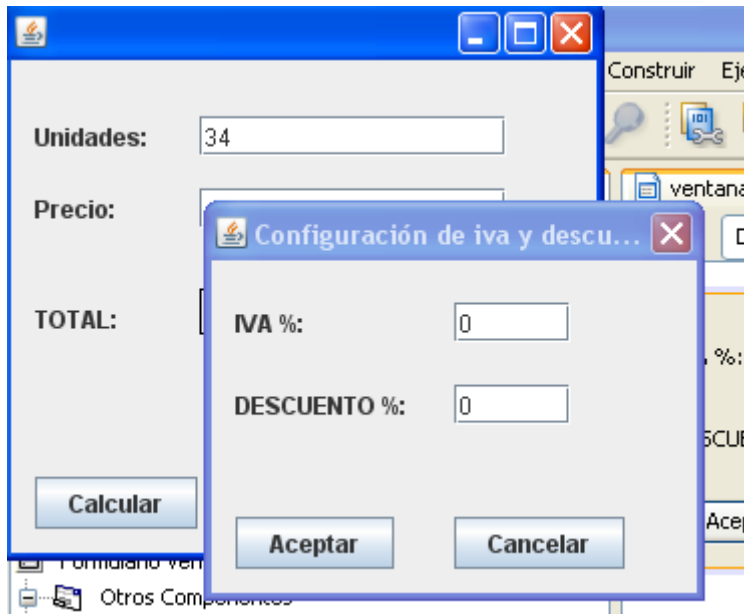 Construir Eje
Unidades:
34
ventana
Precio:
Configuración de iva y descu...
D
TOTAL:
IVA %:
0
%:
DESCUENTO %:
0
SCUE
Calcular
Acep
Aceptar
Cancelar
Otros Componentos